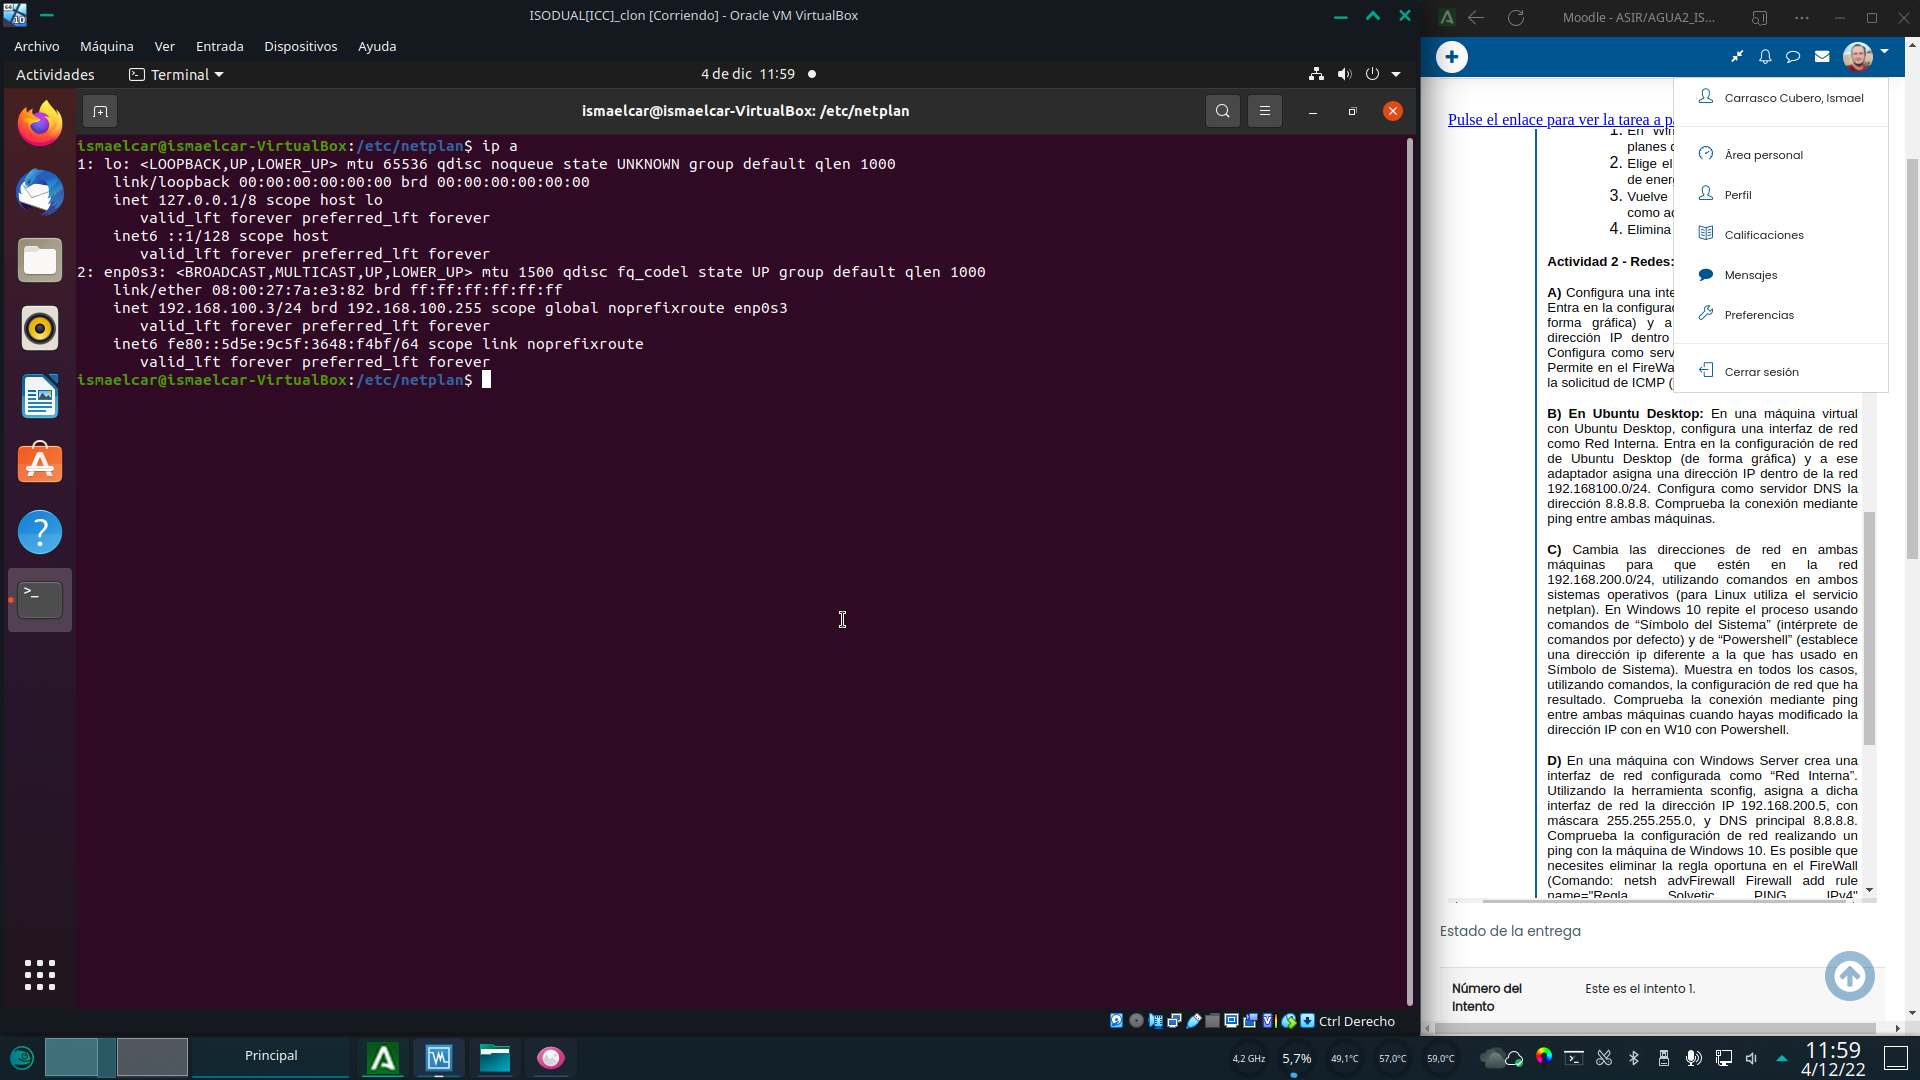 ISODUAL[ICC]_clon [Corriendo] - Oracle VM VirtualBox
Archivo Máquina Ver Entrada Dispositivos Ayuda
Actividades Terminal 4 de dic 11:59
ismaelcar@ismaelcar-VirtualBox: /etc/netplan
ismaelcar@ismaelcar-VirtualBox:/etc/netplan$ ip a
1: lo: <LOOPBACK,UP,LOWER_UP> mtu 65536 qdisc noqueue state UNKNOWN group default qlen 1000
link/loopback 00:00:00:00:00:00 brd 00:00:00:00:00:00
inet 127.0.0.1/8 scope host lo
valid_lft forever preferred_lft forever
inet6 ::1/128 scope host
valid_lft forever preferred_lft forever
2: enp0s3: <BROADCAST,MULTICAST,UP,LOWER_UP> mtu 1500 qdisc fq_codel state UP group default qlen 1000
link/ether 08:00:27:7a:e3:82 brd ff:ff:ff:ff:ff:ff
inet 192.168.100.3/24 brd 192.168.100.255 scope global noprefixroute enp0s3
valid_lft forever preferred_lft forever
inet6 fe80::5d5e:9c5f:3648:f4bf/64 scope link noprefixroute
valid_lft forever preferred_lft forever
ismaelcar@ismaelcar-VirtualBox:/etc/netplan$
Ctrl Derecho
Moodle - ASIR/AGUA2_IS...
Pulse el enlace para ver la tarea a
1. En
planes
2. Elige el
de
3. Vuelve
como
4. Elimina
Carrasco Cubero, Ismael
Área personal
Perfil
Calificaciones
Mensajes
Preferencias
Cerrar sesión
Actividad 2 - Redes:
A) Configura una
Entra en la
forma gráfica) y a
dirección IP dentro
Configura como
Permite en el
la solicitud de ICMP
B) En Ubuntu Desktop: En una máquina virtual
con Ubuntu Desktop, configura una interfaz de red
como Red Interna. Entra en la configuración de red
de Ubuntu Desktop (de forma gráfica) y a ese
adaptador asigna una dirección IP dentro de la red
192.168100.0/24. Configura como servidor DNS la
dirección 8.8.8.8. Comprueba la conexión mediante
ping entre ambas máquinas.
C) Cambia las direcciones de red en ambas
máquinas para que estén en la red
192.168.200.0/24, utilizando comandos en ambos
sistemas operativos (para Linux utiliza el servicio
netplan). En Windows 10 repite el proceso usando
comandos de “Símbolo del Sistema” (intérprete de
comandos por defecto) y de “Powershell” (establece
una dirección ip diferente a la que has usado en
Símbolo de Sistema). Muestra en todos los casos,
utilizando comandos, la configuración de red que ha
resultado. Comprueba la conexión mediante ping
entre ambas máquinas cuando hayas modificado la
dirección IP con en W10 con Powershell.
D) En una máquina con Windows Server crea una
interfaz de red configurada como “Red Interna”.
Utilizando la herramienta sconfig, asigna a dicha
interfaz de red la dirección IP 192.168.200.5, con
máscara 255.255.255.0, y DNS principal 8.8.8.8.
Comprueba la configuración de red realizando un
ping con la máquina de Windows 10. Es posible que
necesites eliminar la regla oportuna en el FireWall
(Comando: netsh advFirewall Firewall add rule
name="Regla Solvetic PING IPv4"
Estado de la entrega
Número del
intento
Este es el intento 1.
Principal
4,2 GHz 5,7% 49,1°C 57,0°C 59,0°C
11:59
4/12/22